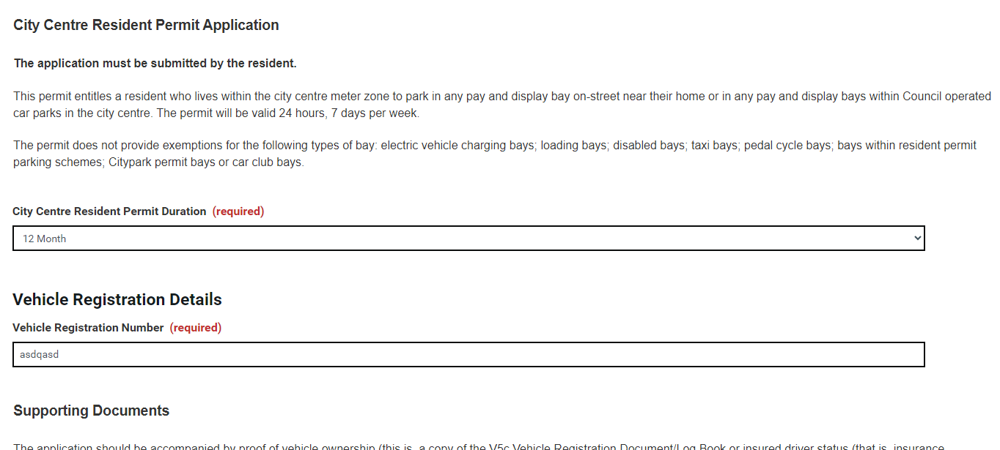 City Centre Resident Permit Application
The application must be submitted by the resident.
This permit entitles a resident who lives within the city centre meter zone to park in any pay and display bay on-street near their home or in any pay and display bays within Council operated
car parks in the city centre. The permit will be valid 24 hours, 7 days per week.
The permit does not provide exemptions for the following types of bay: electric vehicle charging bays; loading bays; disabled bays; taxi bays; pedal cycle bays; bays within resident permit
parking schemes; Citypark permit bays or car club bays.
City Centre Resident Permit Duration (required)
12 Month
Vehicle Registration Details
Vehicle Registration Number (required)
asdqasd
Supporting Documents
The application should be accompanied by proof of vehicle ownership (this is, a copy of the V5c Vehicle Registration Document/Log Book or insured driver status (that is, insurance